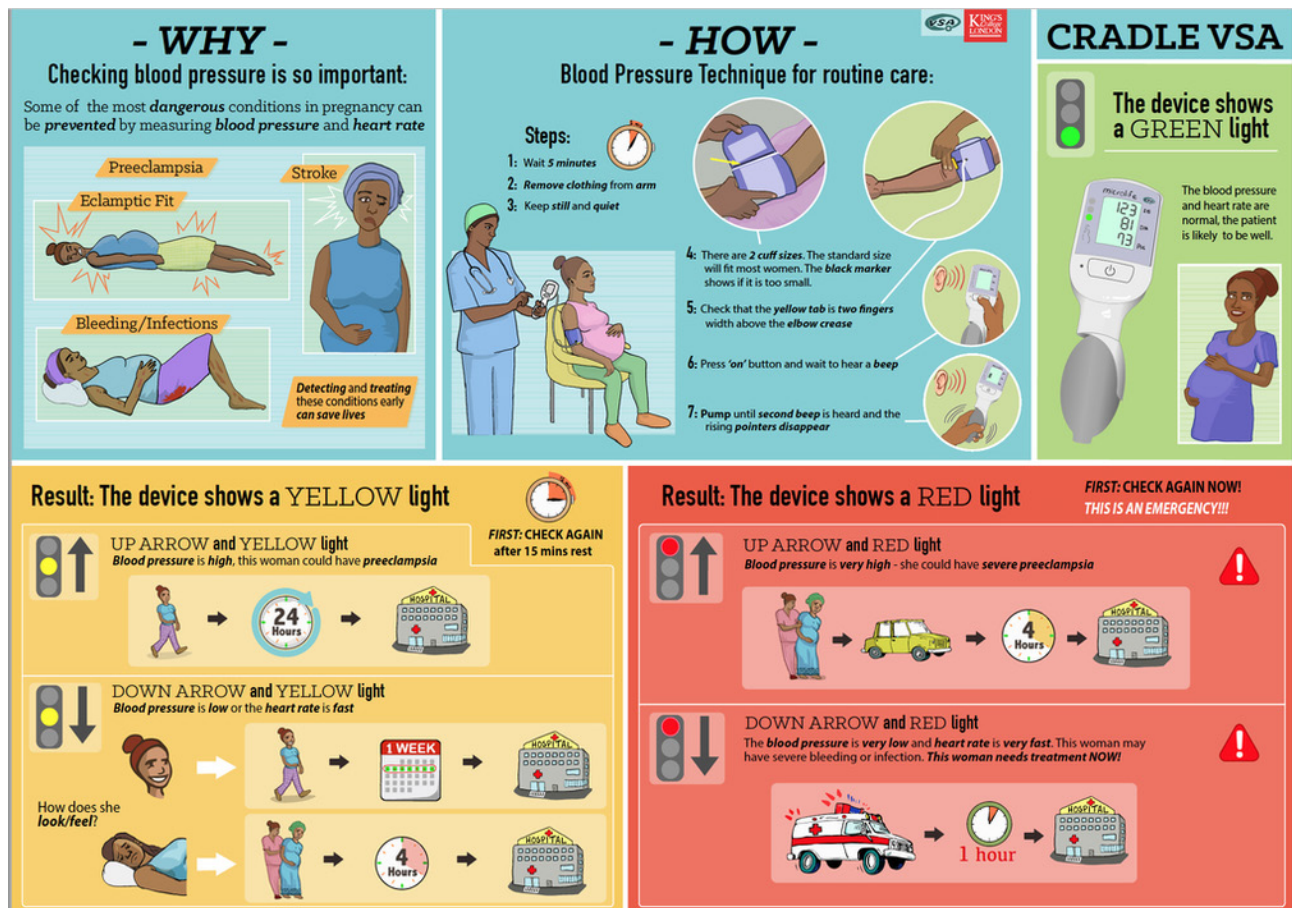 - WHY -
Checking blood pressure is so important:
Some of the most dangerous conditions in pregnancy can
be prevented by measuring blood pressure and heart rate
Preeclampsia
Eclamptic Fit
Stroke
Bleeding/Infections
Detecting and treating
these conditions early
can save lives
- HOW -
VSA
KING'S
College
LONDON
Blood Pressure Technique for routine care:
Steps:
1: Wait 5 minutes
2: Remove clothing from arm
3: Keep still and quiet
4: There are 2 cuff sizes. The standard size
will fit most women. The black marker
shows if it is too small.
5: Check that the yellow tab is two fingers
width above the elbow crease
6: Press 'on' button and wait to hear a beep
7: Pump until second beep is heard and the
rising pointers disappear
CRADLE VSA
The device shows
a GREEN light
microlife
123
81
73
The blood pressure
and heart rate are
normal, the patient
is likely to be well.
Result: The device shows a YELLOW light
FIRST: CHECK AGAIN
after 15 mins rest
UP ARROW and YELLOW light
Blood pressure is high, this woman could have preeclampsia
24
Hours
HOSPITAL
DOWN ARROW and YELLOW light
Blood pressure is low or the heart rate is fast
1 WEEK
HOSPITAL
How does she
look/feel?
4
Hours
HOSPITAL
Result: The device shows a RED light
FIRST: CHECK AGAIN NOW!
THIS IS AN EMERGENCY!!!
UP ARROW and RED light
Blood pressure is very high - she could have severe preeclampsia
4
Hours
HOSPITAL
DOWN ARROW and RED light
The blood pressure is very low and heart rate is very fast. This woman may
have severe bleeding or infection. This woman needs treatment NOW!
1 hour
HOSPITAL